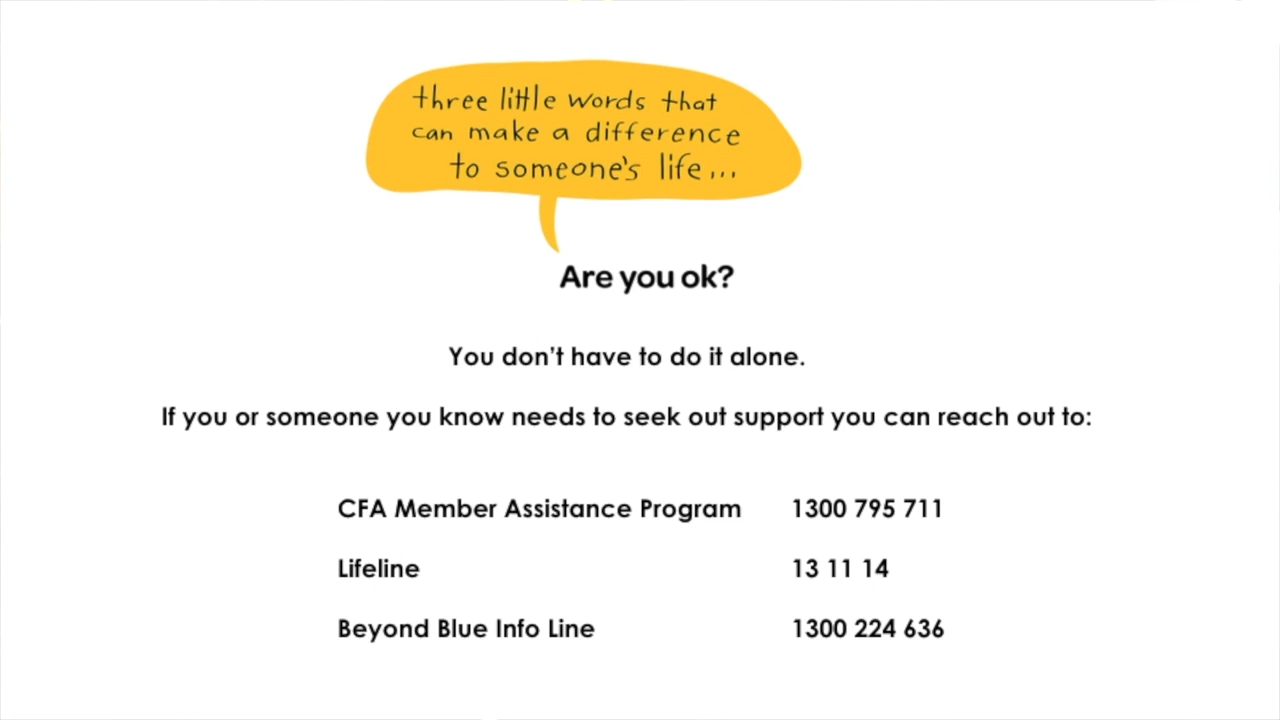 three little words that
can make a difference
to someone's life...
Are you ok?
You don't have to do it alone.
If you or someone you know needs to seek out support you can reach out to:
CFA Member Assistance Program 1300 795 711
Lifeline 13 11 14
Beyond Blue Info Line 1300 224 636